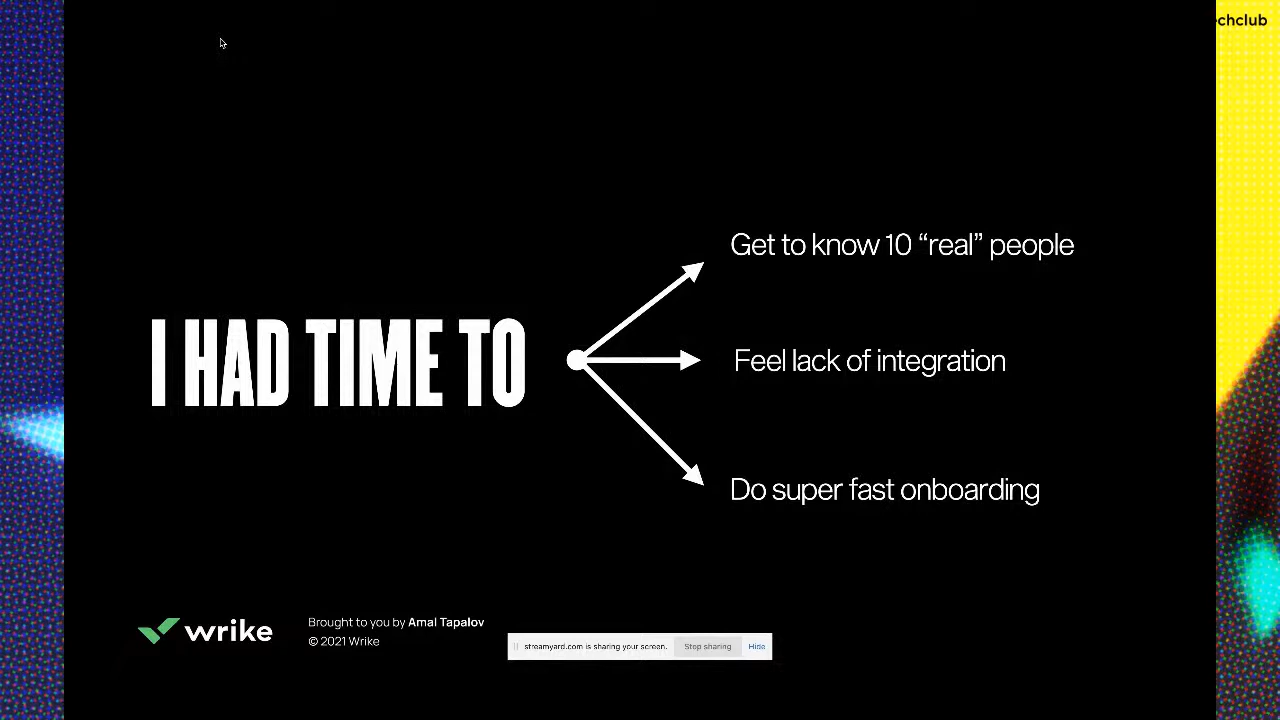 echclub
Get to know 10 “real” people
I HAD TIME TO
Feel lack of integration
Do super fast onboarding
wrike
Brought to you by Amal Tapalov
© 2021 Wrike
streamyard.com is sharing your screen.
Stop sharing
Hide